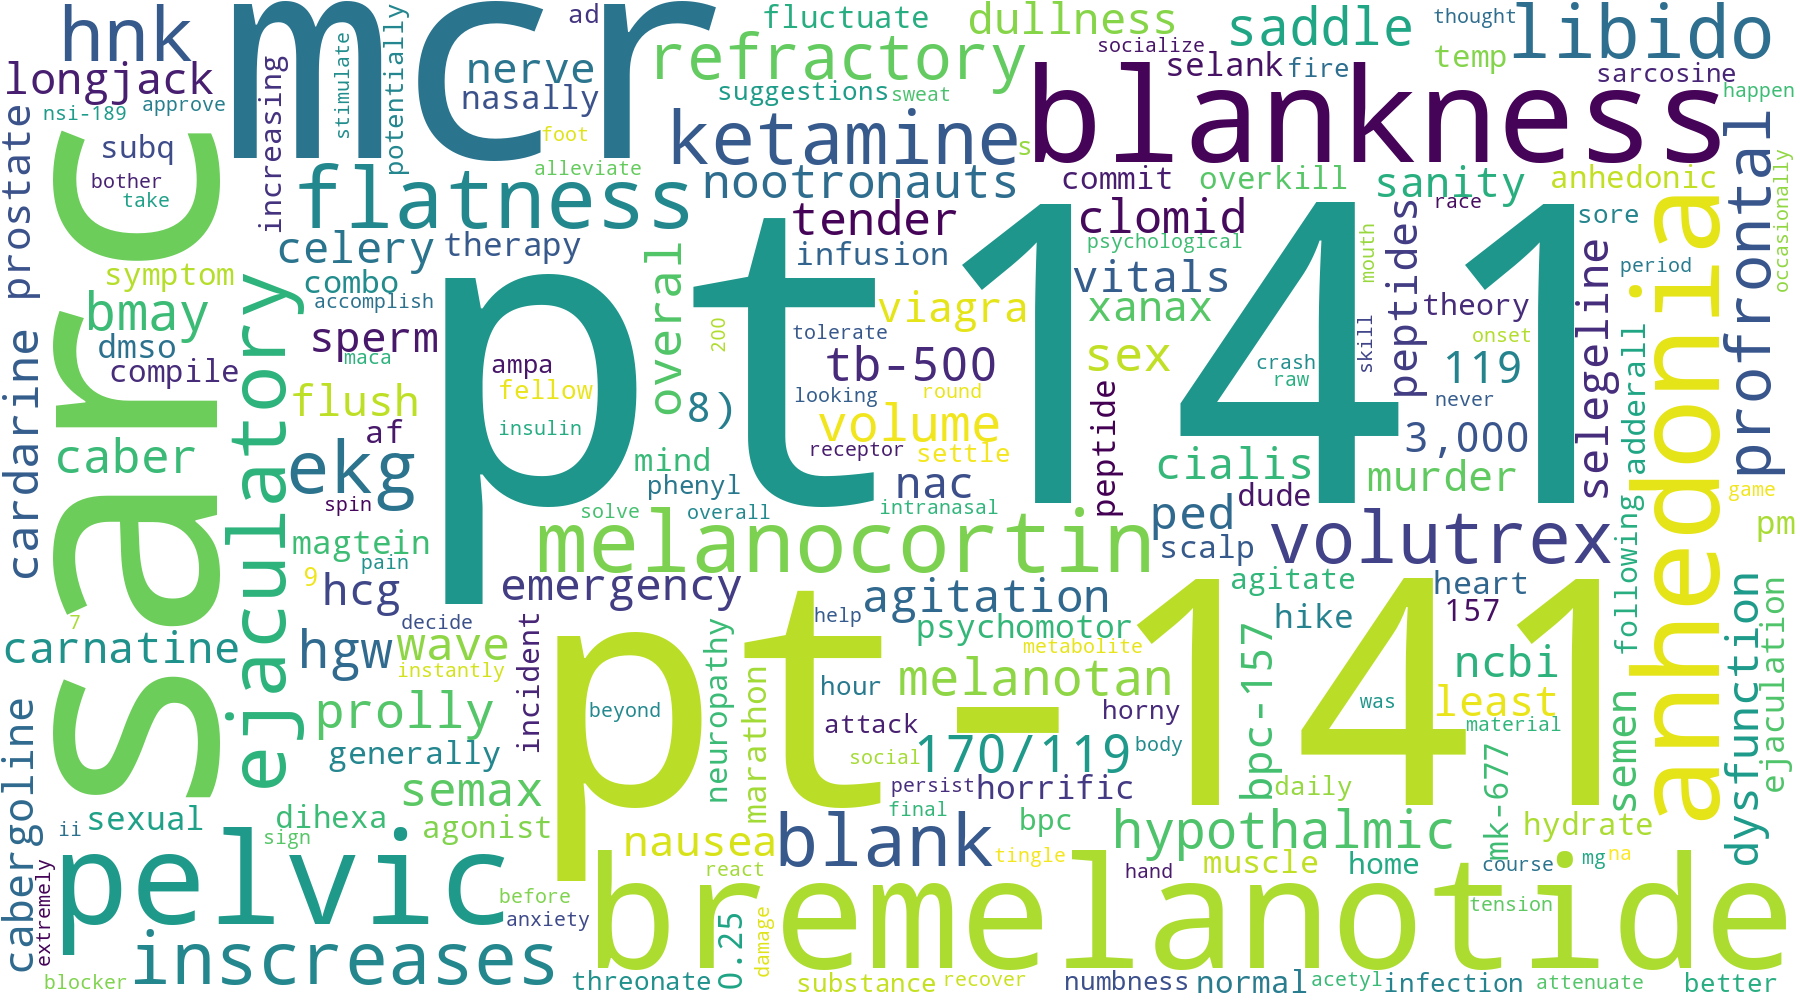 hnk
mcr
ad
fluctuate
dullness
saddle
thought
libido
longjack
nerve
refractory
socialize
selank
fire
temp
sarcosine
nsi-189
approve
increasing
stimulate
potentially
nasally
suggestions
sweat
blankness
happen
cardarrine
prostate
subq
bother
take
foot
alleviate
ketamine
s
flatness
nootronauts
commit
overkill
sanity
anhedonic
profrontal
occasionally
sarc
celery
therapy
tender
clomid
race
sore
symptom
combo
accomplish
infusion
psychological
mouth
peptides
period
bmay
ejaculatory
pt141
overal
vitals
theory
selegeline
anhedonia
dmso
compile
sperm
maca
ampa
fellow
insulin
200
viagra
tolerate
tb-500
looking
round
xanax
sex
crash
raw
skill
119
onset
never
adderall
flush
af
8)
volume
receptor
settle
3,000
caber
ekg
spin
mind
phenyl
nac
peptide
cialis
murder
dude
game
magtein
pain
solve
overall
intranasal
ped
scalp
volutrex
following
pm
melanocortin
9
hcg
emergency
agitation
agitate
heart
hike
157
7
decide
help
psychomotor
metabolite
carnatine
hgw
wave
instantly
incident
pt-141
neuropathy
marathon
hour
melanotan
horny
bpc-157
ncbi
least
was
material
semen
dysfunction
ejaculation
cabergoline
prolly
beyond
attack
generally
social
170/119
body
semax
persist
horrific
daily
mk-677
ii
sexual
dihexa
sign
agonist
final
bpc
hypothalmic
hydrate
extremely
pelvic
nausea
react
blank
tingle
muscle
home
course
mg
na
before
anxiety
bremelanotide
hand
tension
inscreases
0.25
damage
blocker
threonate
substance
recover
numbness
normal
acetyl
infection
attenuate
better